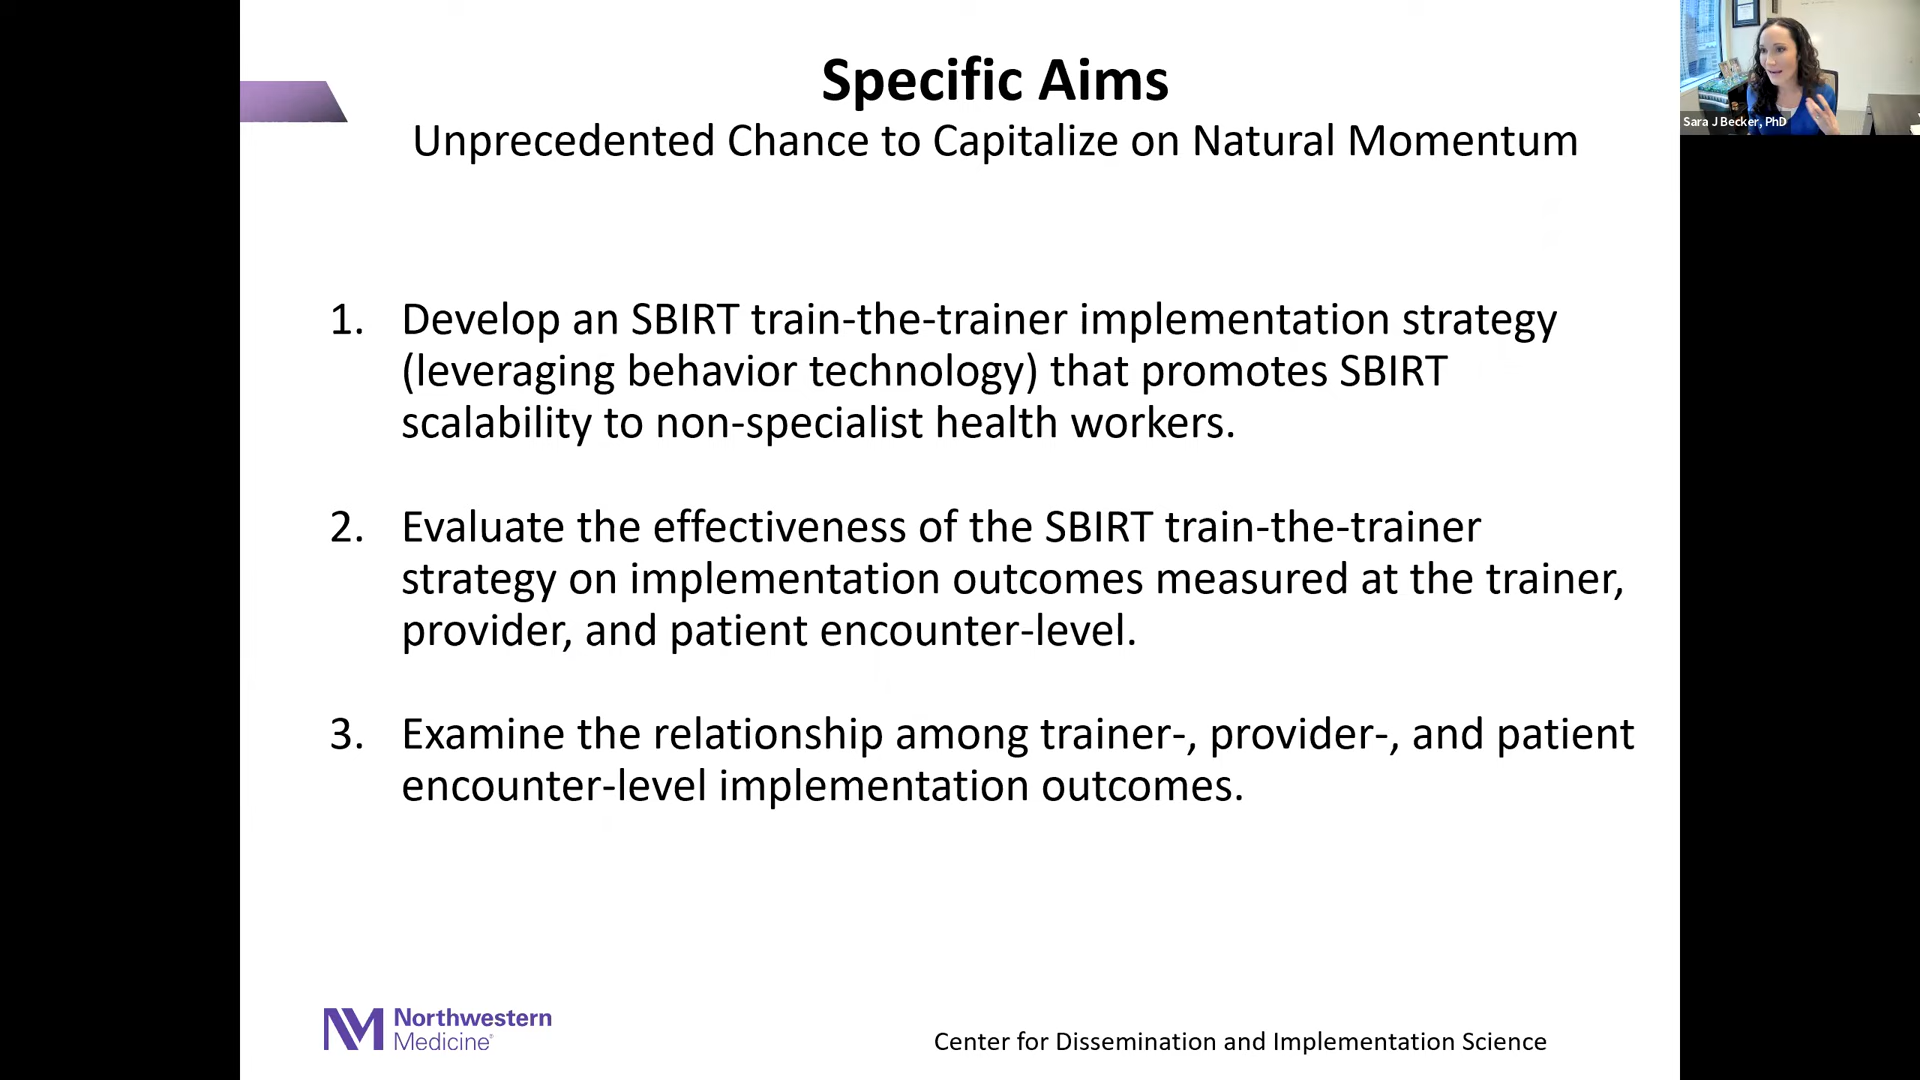 Specific Aims
Unprecedented Chance to Capitalize on Natural Momentum
Sara J Becker, PhD
1. Develop an SBIRT train-the-trainer implementation strategy
(leveraging behavior technology) that promotes SBIRT
scalability to non-specialist health workers.
2. Evaluate the effectiveness of the SBIRT train-the-trainer
strategy on implementation outcomes measured at the trainer,
provider, and patient encounter-level.
3. Examine the relationship among trainer-, provider-, and patient
encounter-level implementation outcomes.
NM Northwestern
Medicine®
Center for Dissemination and Implementation Science